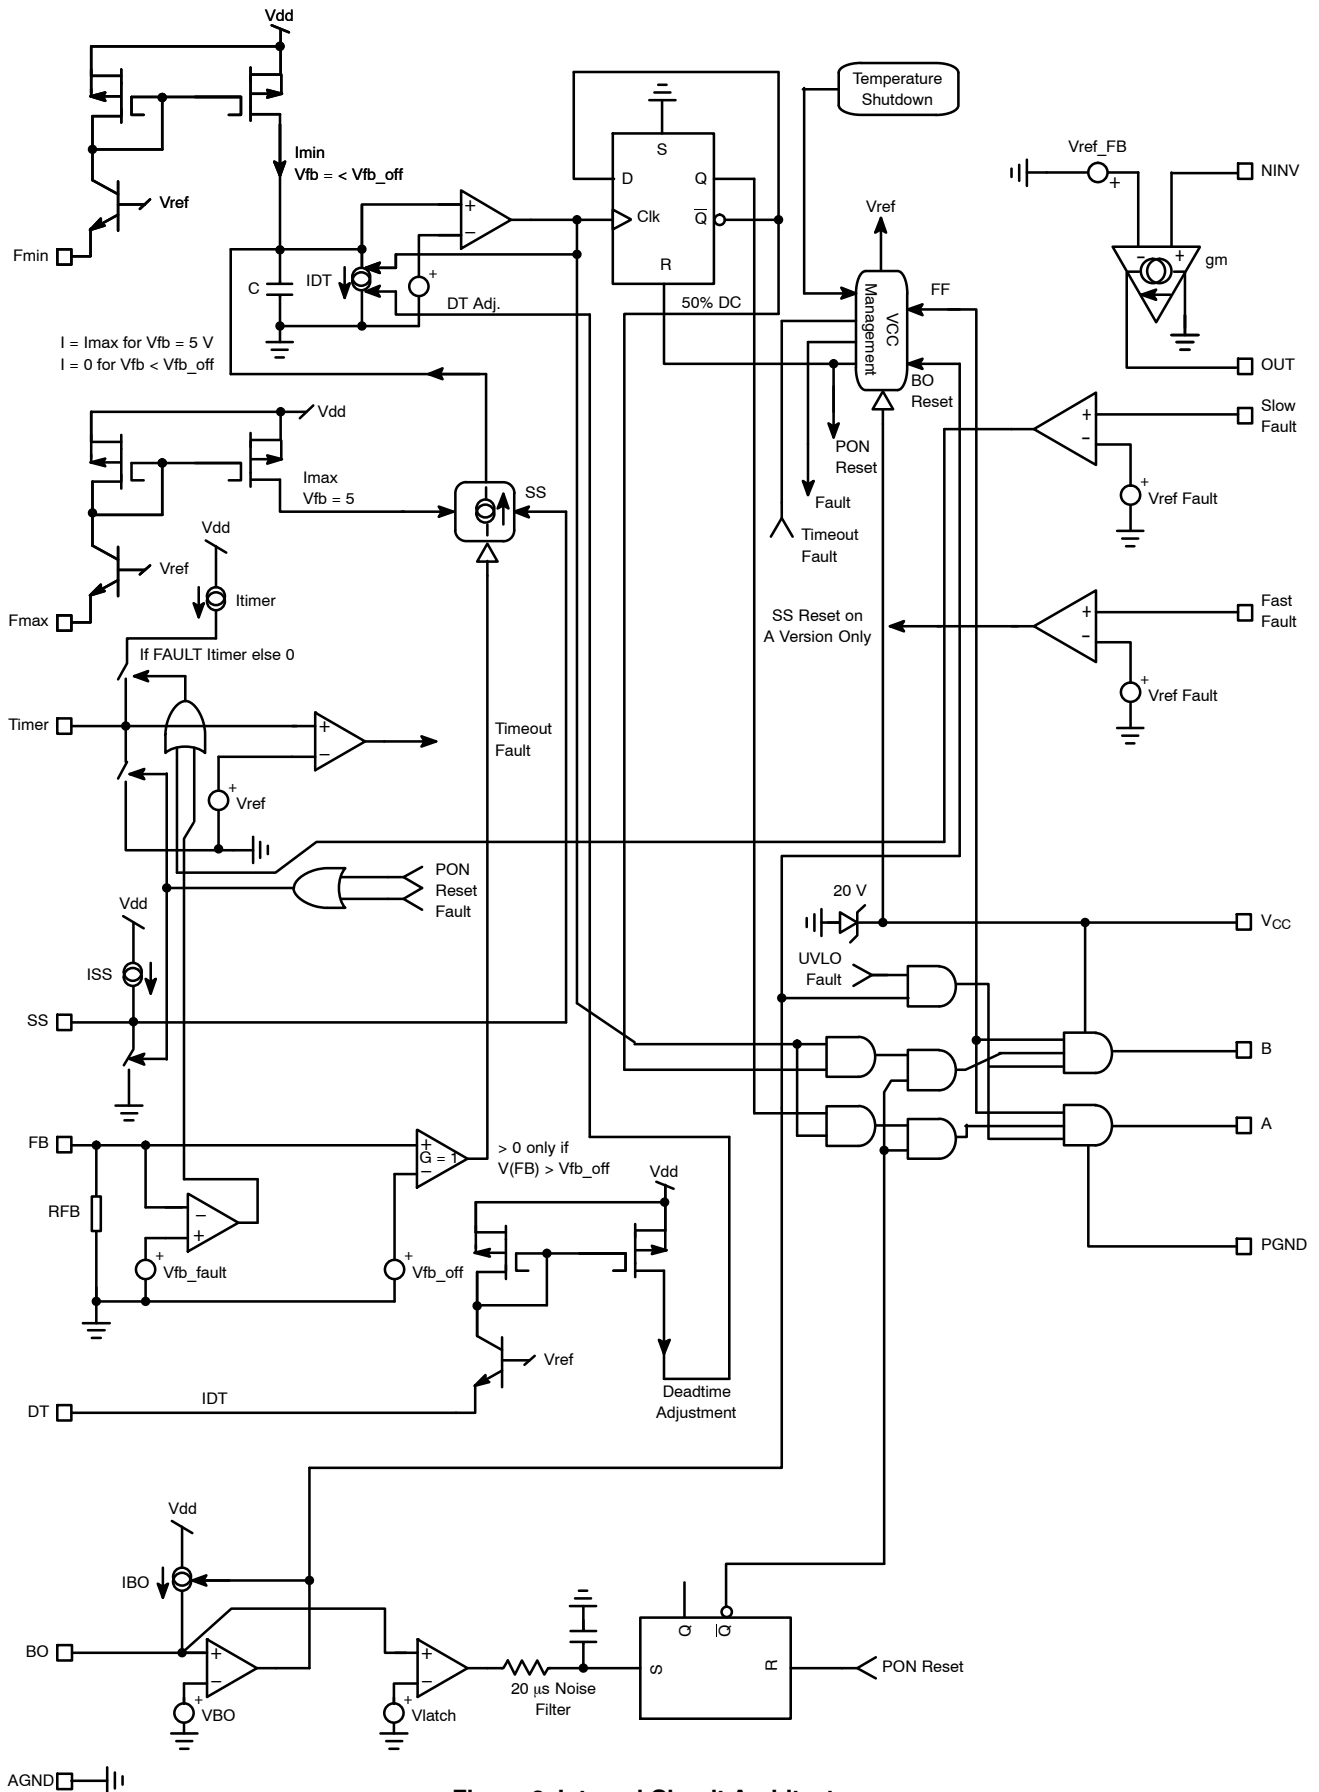 Vdd
Imin
Vfb = < Vfb_off
Vref
Fmin
C
IDT
+
−
+
DT Adj.
S
D
Q
Clk
Q
R
50% DC
Temperature
Shutdown
Vref
VCC
Management
FF
BO
Reset
PON
Reset
Fault
Timeout
Fault
Vref_FB
+
NINV
−
+
gm
OUT
I = Imax for Vfb = 5 V
I = 0 for Vfb < Vfb_off
Vdd
Imax
Vfb = 5
SS
Vref
Fmax
Vdd
Itimer
If FAULT Itimer else 0
Slow
Fault
+
−
+
Vref Fault
Fast
Fault
+
−
+
Vref Fault
SS Reset on
A Version Only
Timer
+
−
+
Vref
Timeout
Fault
PON
Reset
Fault
Vdd
ISS
SS
20 V
VCC
UVLO
Fault
B
A
PGND
FB
+
G = 1
−
> 0 only if
V(FB) > Vfb_off
RFB
−
+
+
Vfb_fault
+
Vfb_off
Vdd
Vref
Deadtime
Adjustment
DT
IDT
Vdd
IBO
BO
+
−
+
VBO
+
−
+
Vlatch
20 μs Noise
Filter
Q
Q
S
R
PON Reset
AGND